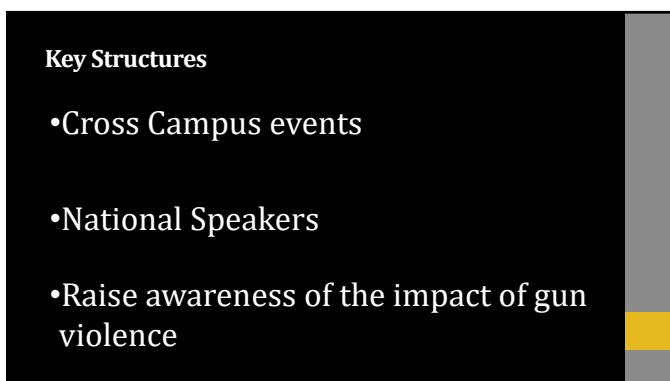 Key Structures
•Cross Campus events
•National Speakers
•Raise awareness of the impact of gun
violence